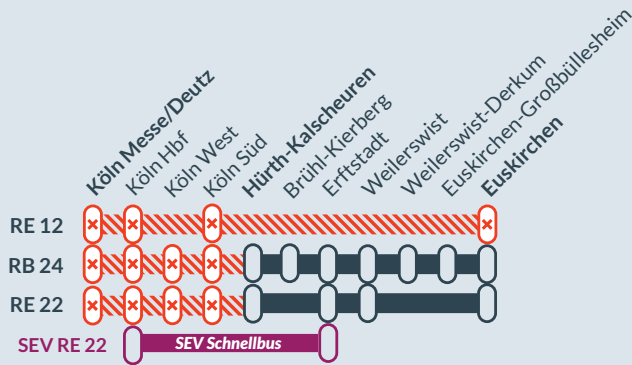 Köln Messe/Deutz
Köln Hbf
Köln West
Köln Süd
Hürth-Kalscheuren
Brühl-Kierberg
Erftstadt
Weilerswist
Weilerswist-Derkum
Euskirchen-Großbüllesheim
Euskirchen
RE 12
RB 24
RE 22
SEV RE 22
SEV Schnellbus